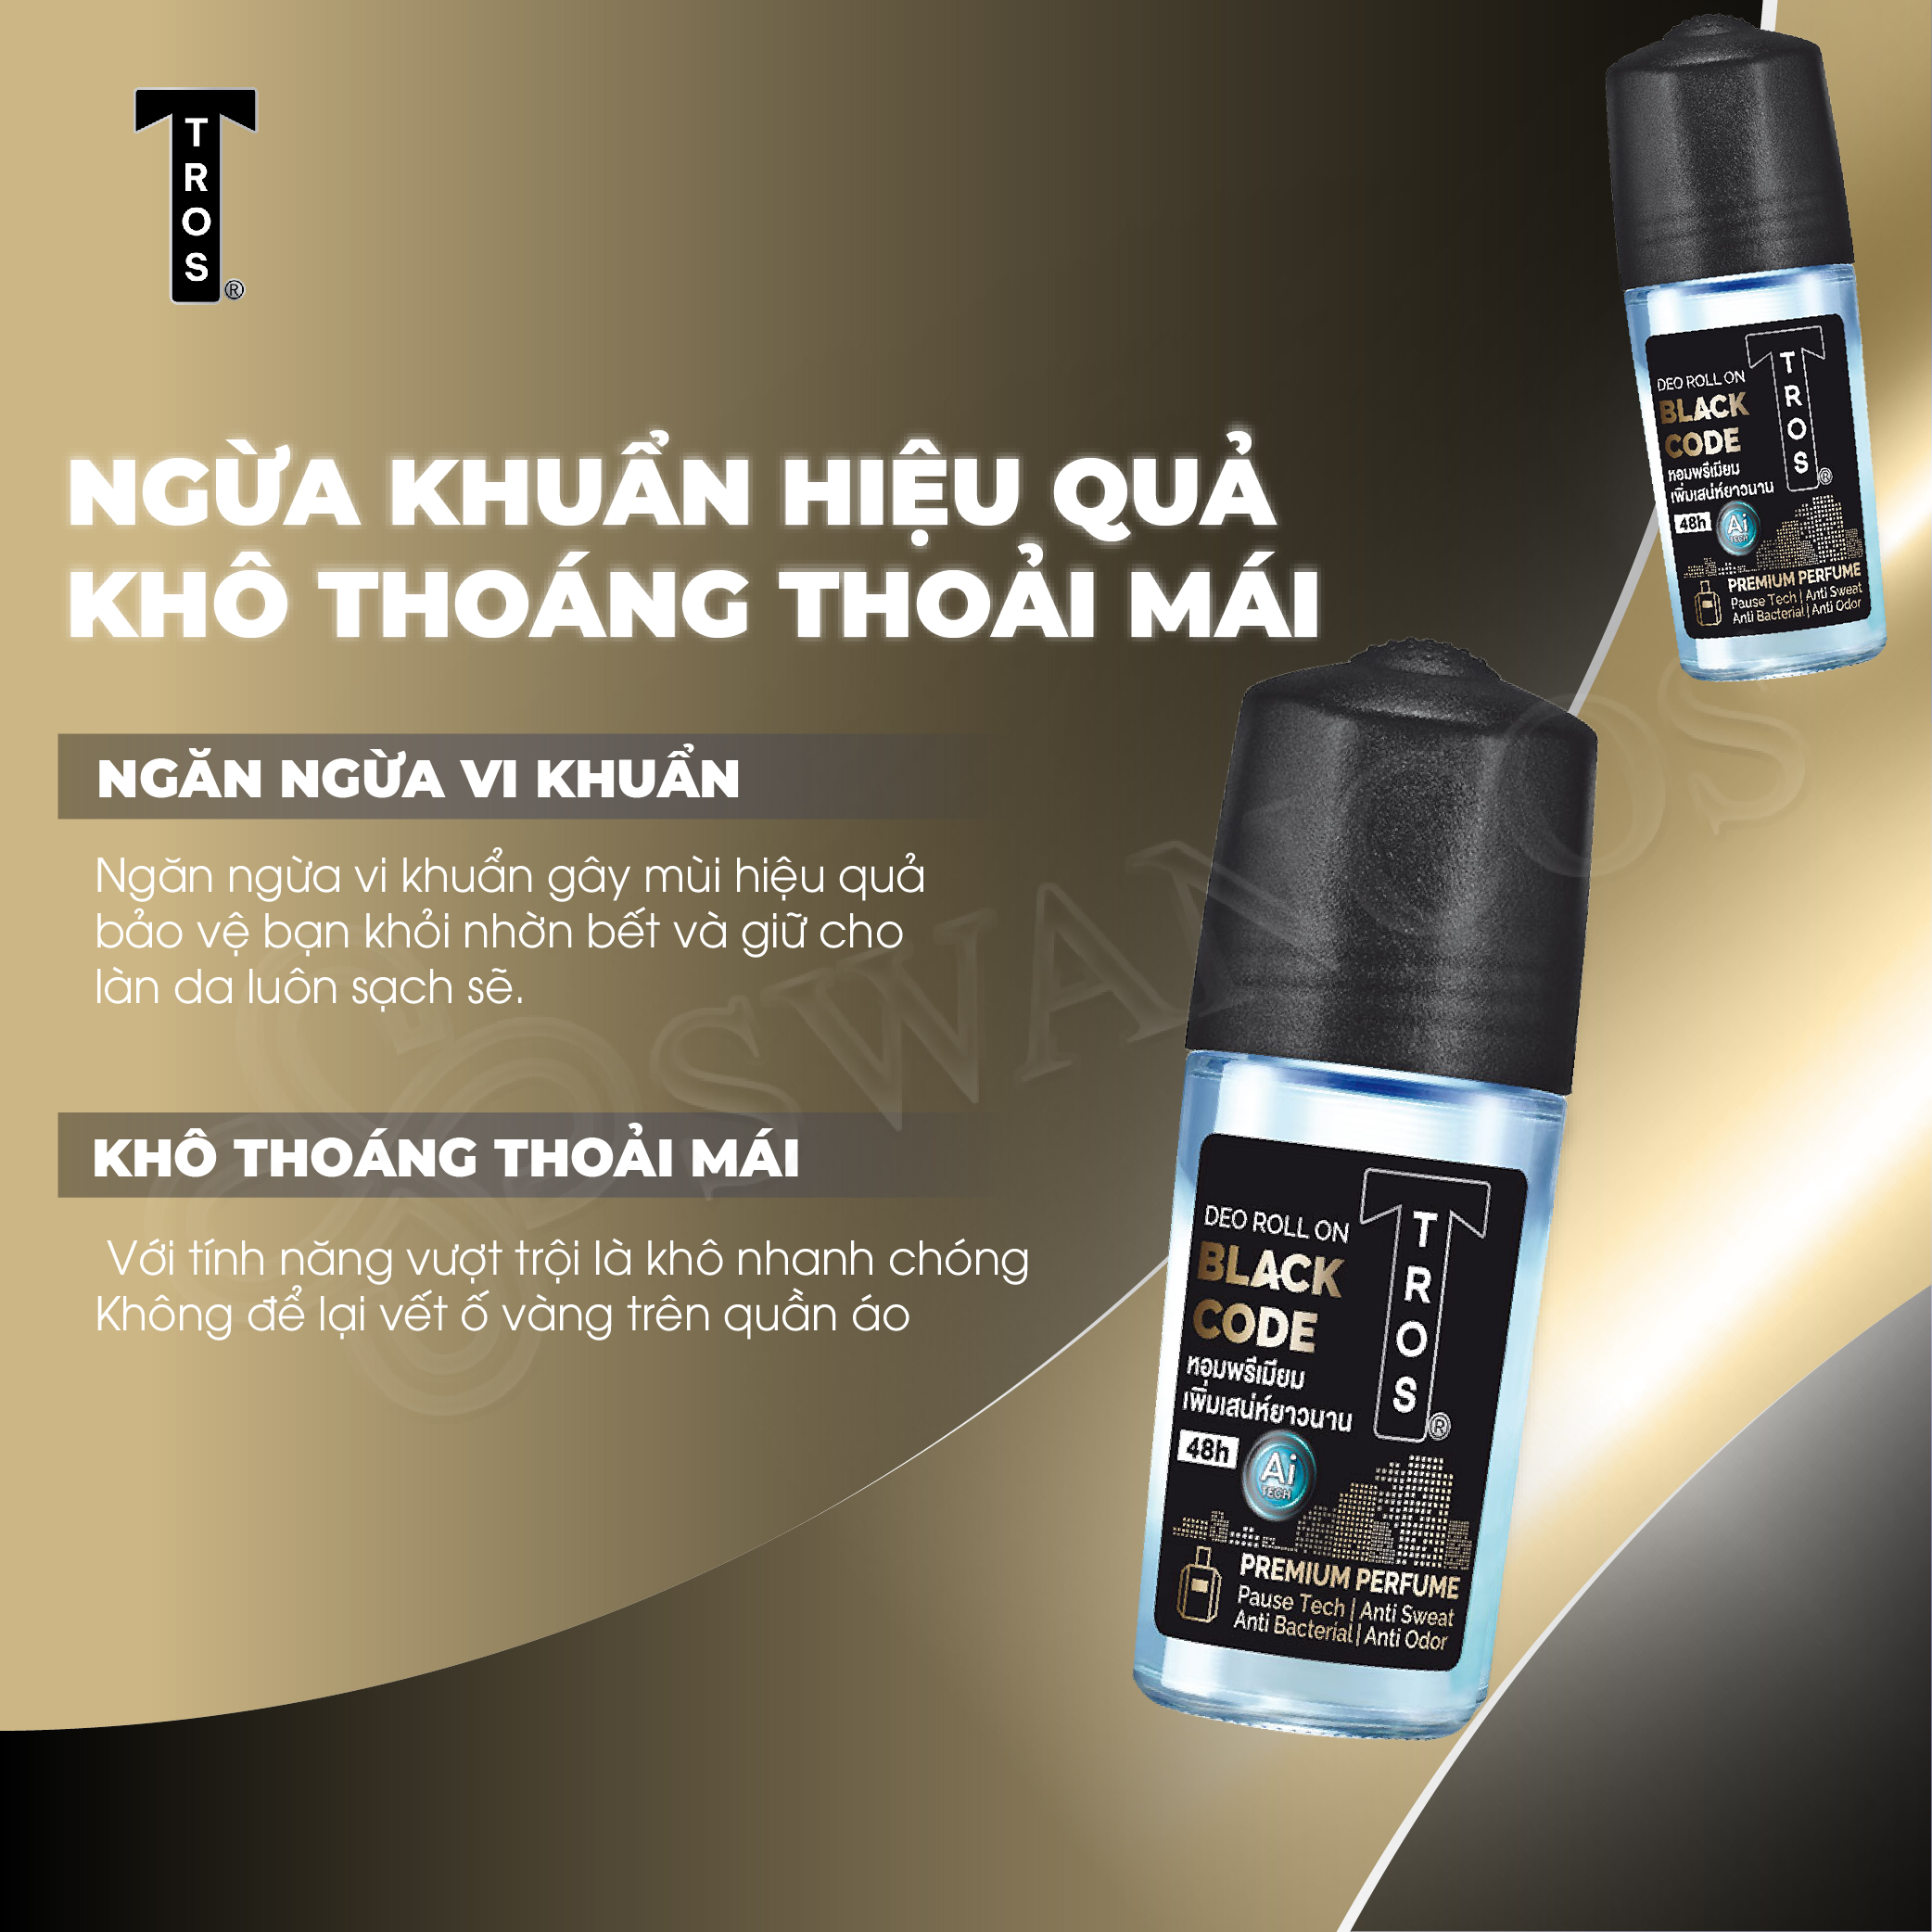 TROS®
NGỪA KHUẨN HIỆU QUẢ
KHÔ THOÁNG THOẢI MÁI
NGĂN NGỪA VI KHUẨN
Ngăn ngừa vi khuẩn gây mùi hiệu quả
bảo vệ bạn khỏi nhờn bết và giữ cho
làn da luôn sạch sẽ.
KHÔ THOÁNG THOẢI MÁI
Với tính năng vượt trội là khô nhanh chóng
Không để lại vết ố vàng trên quần áo
DEO ROLL ON
BLACK
CODE
TROS®
หอมพรีเมียม
เพิ่มเสน่ห์ยาวนาน
48h
Ai
TECH
PREMIUM PERFUME
Pause Tech | Anti Sweat
Anti Bacterial | Anti Odor
DEO ROLL ON
BLACK
CODE
TROS®
หอมพรีเมียม
เพิ่มเสน่ห์ยาวนาน
48h
Ai
TECH
PREMIUM PERFUME
Pause Tech | Anti Sweat
Anti Bacterial | Anti Odor